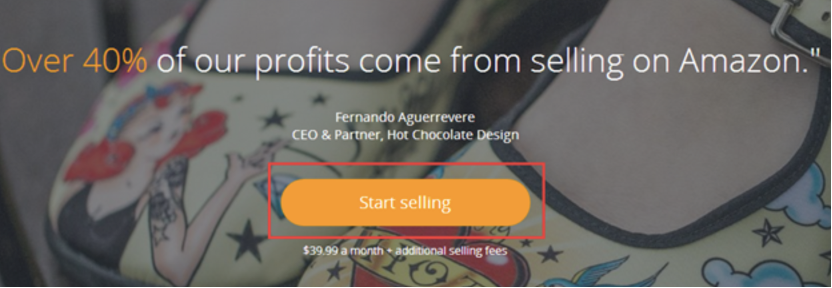 Over 40% of our profits come from selling on Amazon."
Fernando Aguerrevere
CEO & Partner, Hot Chocolate Design
Start selling
$39.99 a month + additional selling fees